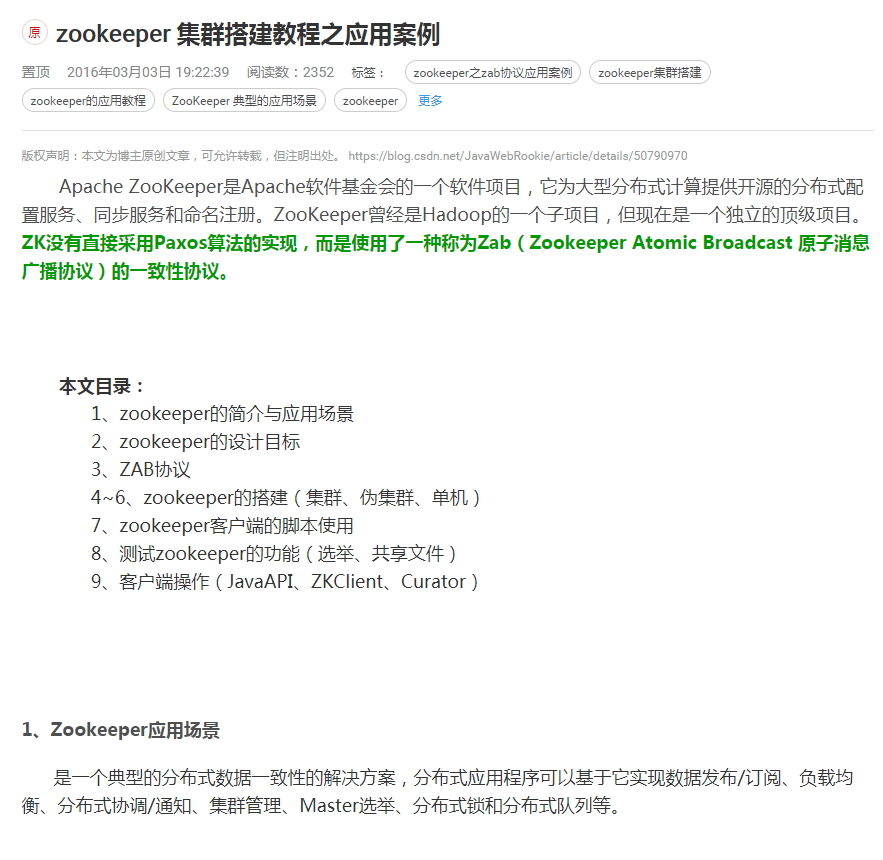 原 zookeeper 集群搭建教程之应用案例
置顶 2016年03月03日 19:22:39 阅读数：2352 标签： zookeeper之zab协议应用案例 zookeeper集群搭建
zookeeper的应用教程 ZooKeeper 典型的应用场景 zookeeper 更多
版权声明：本文为博主原创文章，可允许转载，但注明出处。 https://blog.csdn.net/JavaWebRookie/article/details/50790970
Apache ZooKeeper是Apache软件基金会的一个软件项目，它为大型分布式计算提供开源的分布式配
置服务、同步服务和命名注册。ZooKeeper曾经是Hadoop的一个子项目，但现在是一个独立的顶级项目。
ZK没有直接采用Paxos算法的实现，而是使用了一种称为Zab（Zookeeper Atomic Broadcast 原子消息
广播协议）的一致性协议。
本文目录：
1、zookeeper的简介与应用场景
2、zookeeper的设计目标
3、ZAB协议
4~6、zookeeper的搭建（集群、伪集群、单机）
7、zookeeper客户端的脚本使用
8、测试zookeeper的功能（选举、共享文件）
9、客户端操作（JavaAPI、ZKClient、Curator）
1、Zookeeper应用场景
是一个典型的分布式数据一致性的解决方案，分布式应用程序可以基于它实现数据发布/订阅、负载均
衡、分布式协调/通知、集群管理、Master选举、分布式锁和分布式队列等。